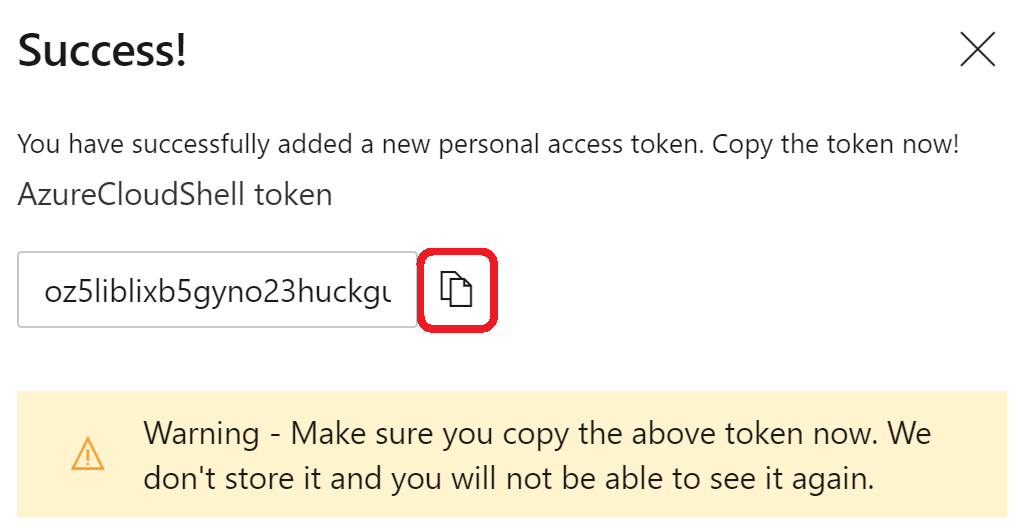 Success!
You have successfully added a new personal access token. Copy the token now!
AzureCloudShell token
oz5liblixb5gyno23huckgu
Warning - Make sure you copy the above token now. We
don't store it and you will not be able to see it again.